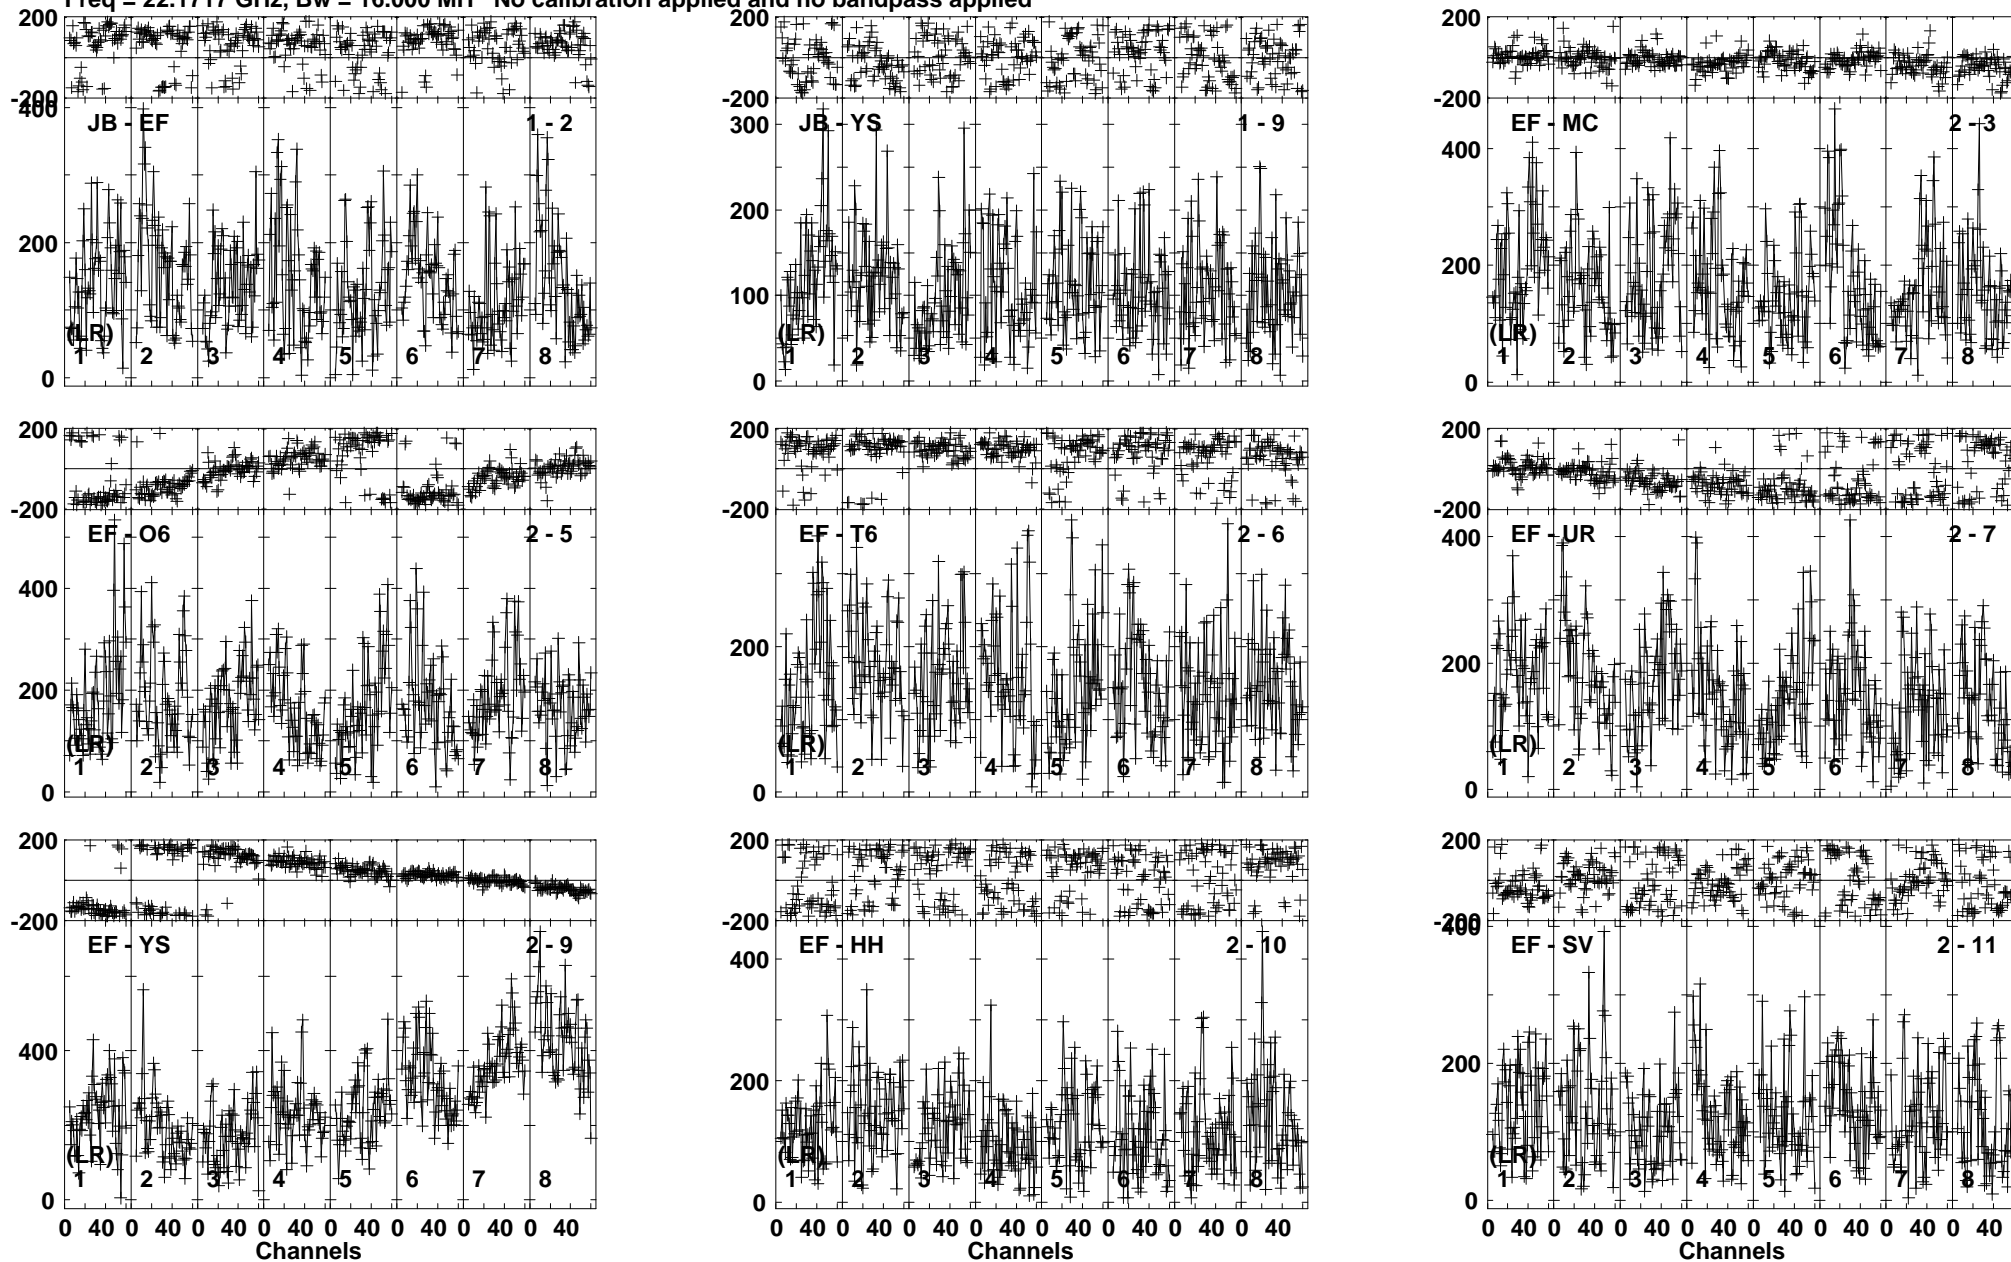 Freq = 22.1717 GHz, Bw = 16.000 MH No calibration applied and no bandpass applied
200 200 200
-200 -200 -200
400
JB - EF 1 - 2 JB - YS 1 - 9 EF - MC 2 - 3
300 400
200 200 200
100
(LR) (LR) (LR)
1 2 3 4 5 6 7 8 1 2 3 4 5 6 7 8 1 2 3 4 5 6 7 8
0 0 0
200 200 200
-200 -200 -200
EF - O6 2 - 5 EF - T6 2 - 6 EF - UR 2 - 7
400 400
200 200 200
(LR) (LR) (LR)
1 2 3 4 5 6 7 8 1 2 3 4 5 6 7 8 1 2 3 4 5 6 7 8
0 0 0
200 200 200
-200 -200 -200
400
EF - YS 2 - 9 EF - HH 2 - 10 EF - SV 2 - 11
400 400
200 200
(LR) (LR) (LR)
1 2 3 4 5 6 7 8 1 2 3 4 5 6 7 8 1 2 3 4 5 6 7 8
0 0 0
0 40 0 40 0 40 0 40 0 40 0 40 0 40 0 40 0 40 0 40 0 40 0 40 0 40 0 40 0 40 0 40 0 40 0 40 0 40 0 40 0 40 0 40 0 40 0 40
Channels Channels Channels